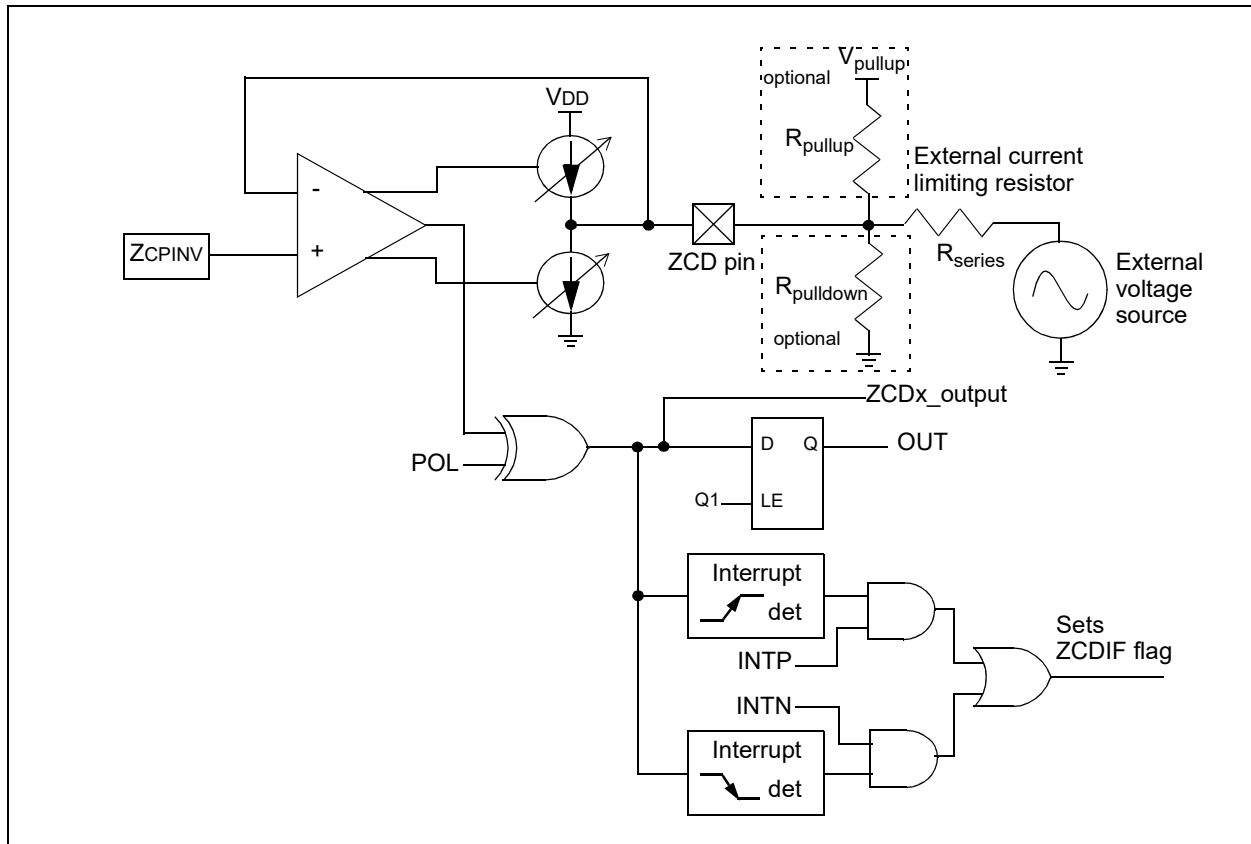 Vpullup
optional
VDD
Rpullup
External current
limiting resistor
-
+
ZCPINV
ZCD pin
Rseries
Rpulldown
optional
External
voltage
source
ZCDx_output
POL
D Q
OUT
Q1
LE
Interrupt
det
INTP
Sets
ZCDIF flag
INTN
Interrupt
det